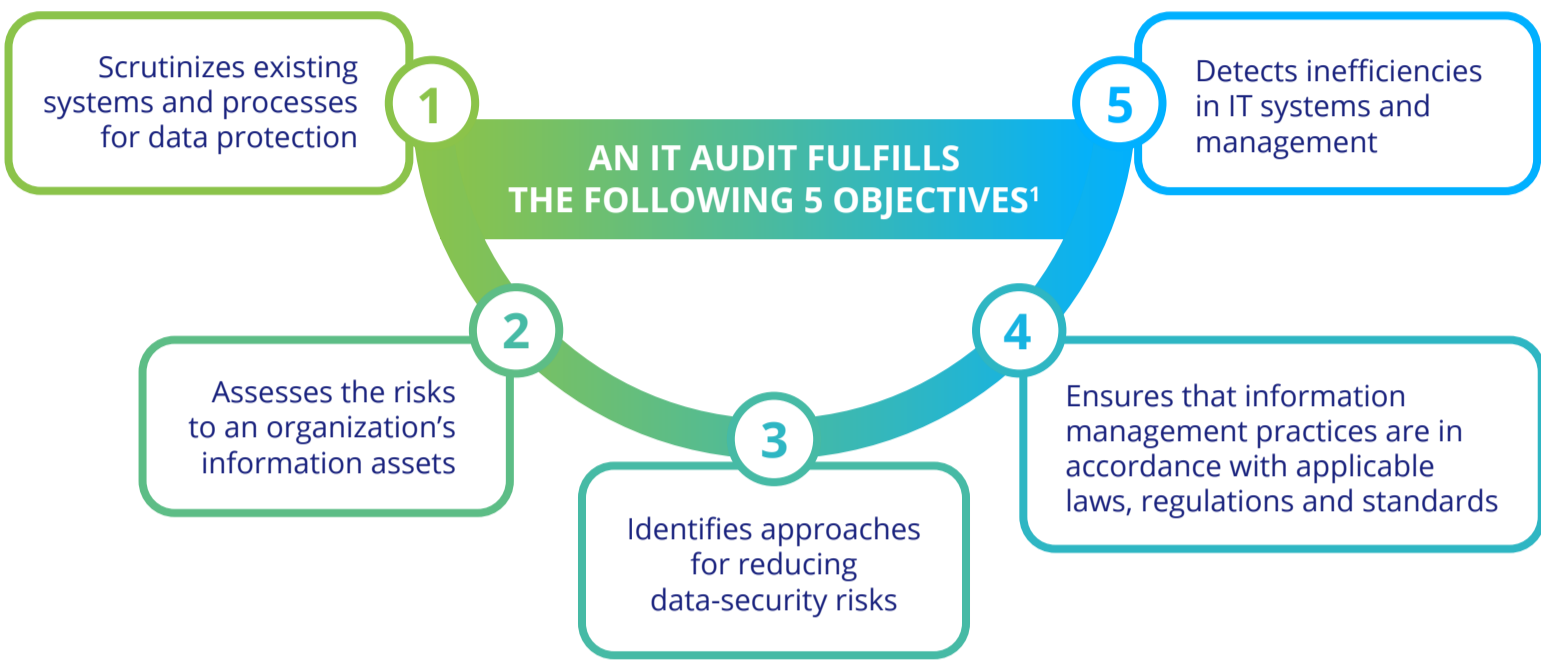 AN IT AUDIT FULFILLS
THE FOLLOWING 5 OBJECTIVES¹
1
Scrutinizes existing
systems and processes
for data protection
2
Assesses the risks
to an organization’s
information assets
3
Identifies approaches
for reducing
data-security risks
4
Ensures that information
management practices are in
accordance with applicable
laws, regulations and standards
5
Detects inefficiencies
in IT systems and
management